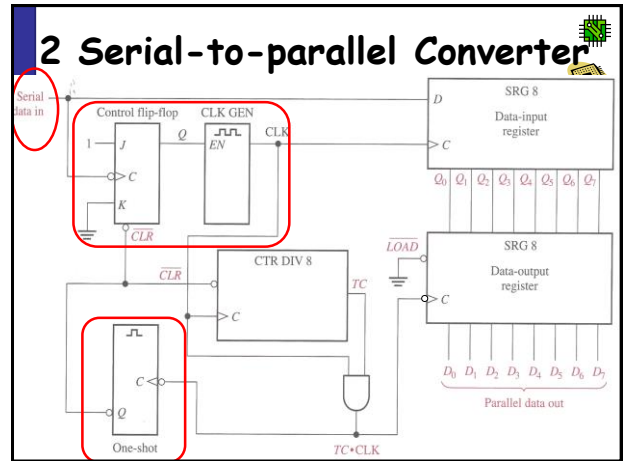 2 Serial-to-parallel Converter
Serial
data in
Control flip-flop
CLK GEN
1
J
Q
EN
CLK
C
K
CLR
SRG 8
D
Data-input
register
C
Q0 Q1 Q2 Q3 Q4 Q5 Q6 Q7
CTR DIV 8
CLR
TC
C
LOAD
SRG 8
Data-output
register
C
D0 D1 D2 D3 D4 D5 D6 D7
Parallel data out
C
Q
One-shot
TC•CLK